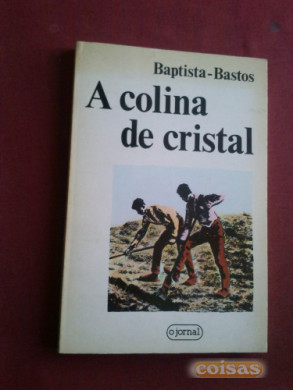 Baptista-Bastos
A colina
de cristal
o jornal
coisas